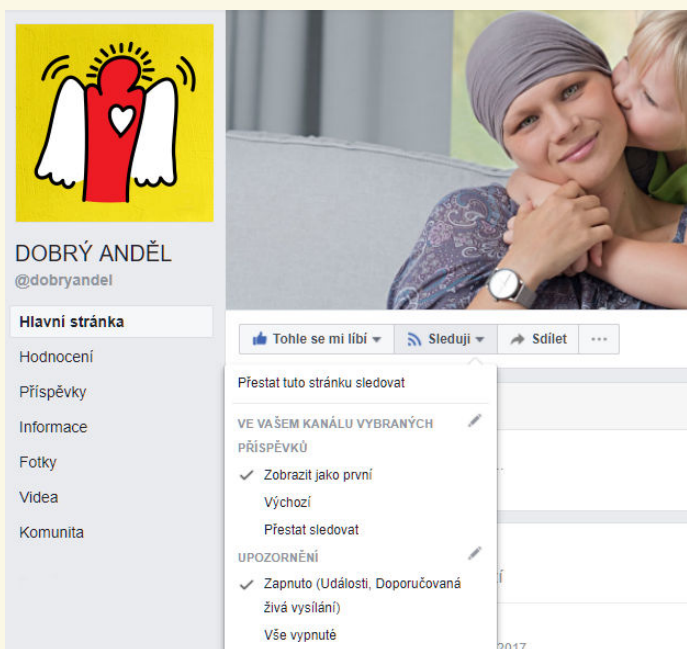 DOBRÝ ANDĚL
@dobryandel
Hlavní stránka
Hodnocení
Příspěvky
Informace
Fotky
Videa
Komunita
Tohle se mi líbí
Sleduji
Sdílet
Přestat tuto stránku sledovat
VE VAŠEM KANÁLU VYBRANÝCH
PŘÍSPĚVKŮ
Zobrazit jako první
Výchozí
Přestat sledovat
UPOZORNĚNÍ
Zapnuto (Události, Doporučovaná
živá vysílání)
Vše vypnuté
2017